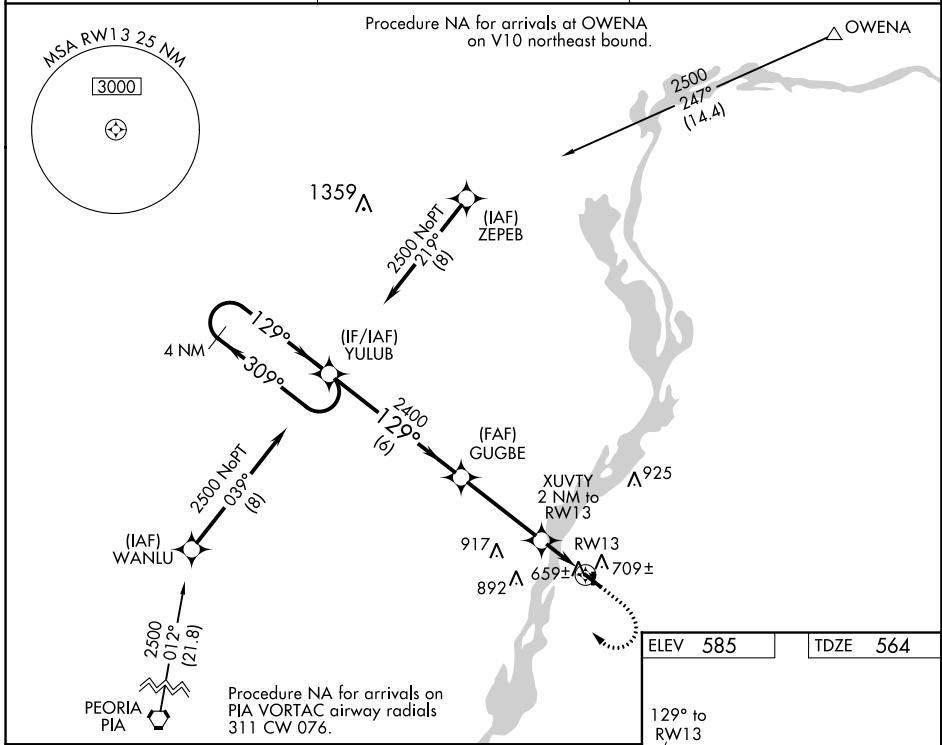 Procedure NA for arrivals at OWENA
on V10 northeast bound.
OWENA
MSA RW13 25 NM
3000
2500
247°
(14.4)
1359
(IAF)
ZEPEB
2500 NoPT
219°
(8)
129°
4 NM
309°
(IF/IAF)
YULUB
2400
129°
(6)
(FAF)
GUGBE
XUVTY
2 NM to
RW13
925
2500 NoPT
039°
(8)
(IAF)
WANLU
917
RW13
892
659±
709±
2500
012°
(21.8)
PEORIA
PIA
Procedure NA for arrivals on
PIA VORTAC airway radials
311 CW 076.
ELEV 585
TDZE 564
129° to
RW13